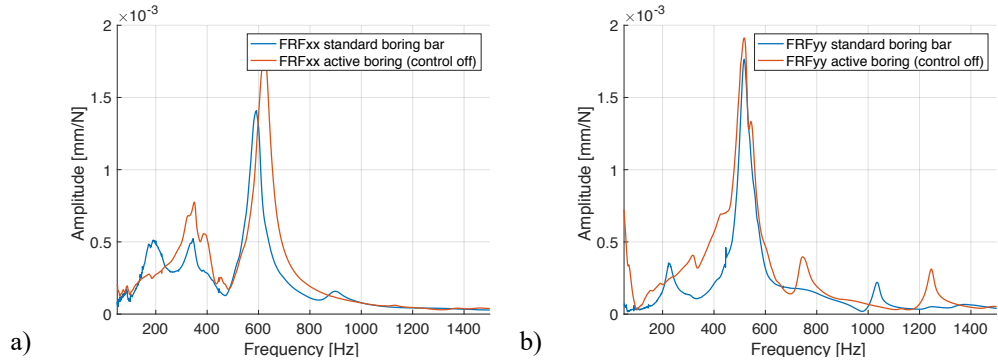 a)
×10⁻³
2
1.5
1
0.5
0
Amplitude [mm/N]
FRFxx standard boring bar
FRFxx active boring (control off)
200 400 600 800 1000 1200 1400
Frequency [Hz]
b)
×10⁻³
2
1.5
1
0.5
0
Amplitude [mm/N]
FRFyy standard boring bar
FRFyy active boring (control off)
200 400 600 800 1000 1200 1400
Frequency [Hz]